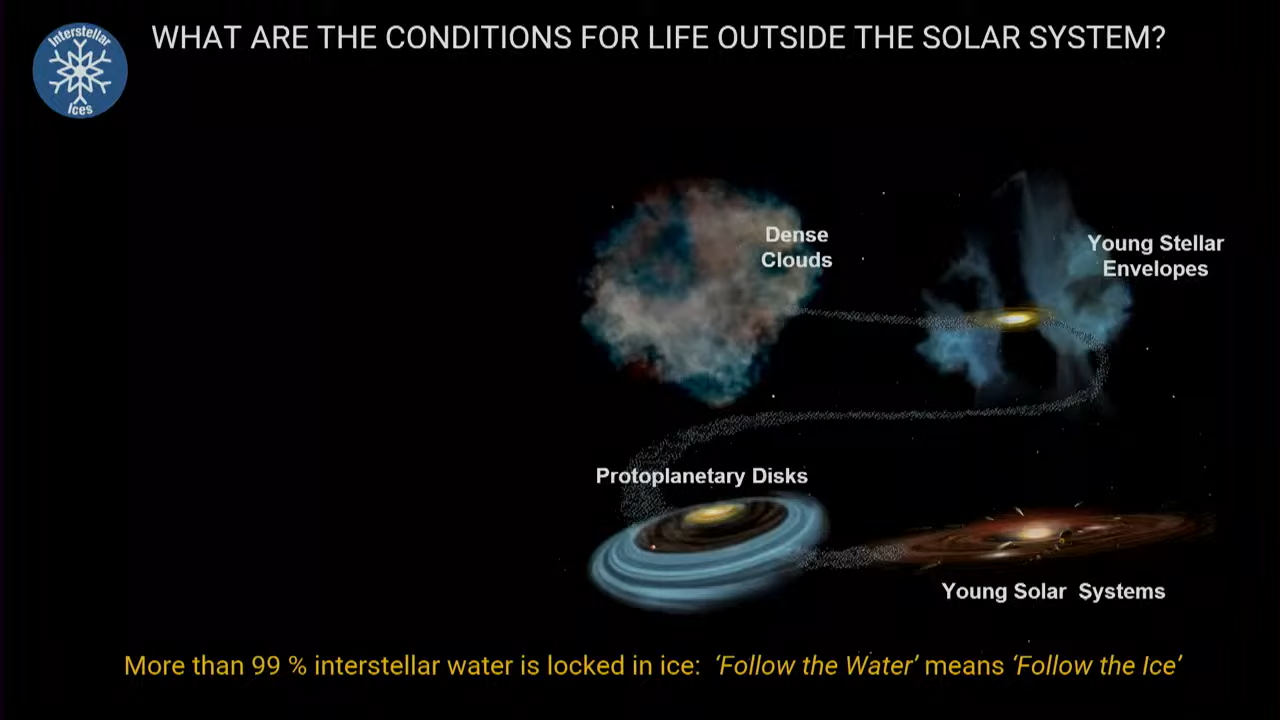 Interstellar
Ices
WHAT ARE THE CONDITIONS FOR LIFE OUTSIDE THE SOLAR SYSTEM?
Dense
Clouds
Young Stellar
Envelopes
Protoplanetary Disks
Young Solar Systems
More than 99 % interstellar water is locked in ice: ‘Follow the Water’ means ‘Follow the Ice’